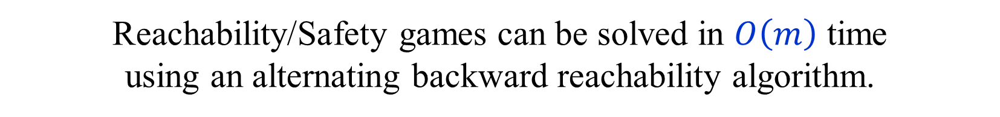 Reachability/Safety games can be solved in O(m) time
using an alternating backward reachability algorithm.